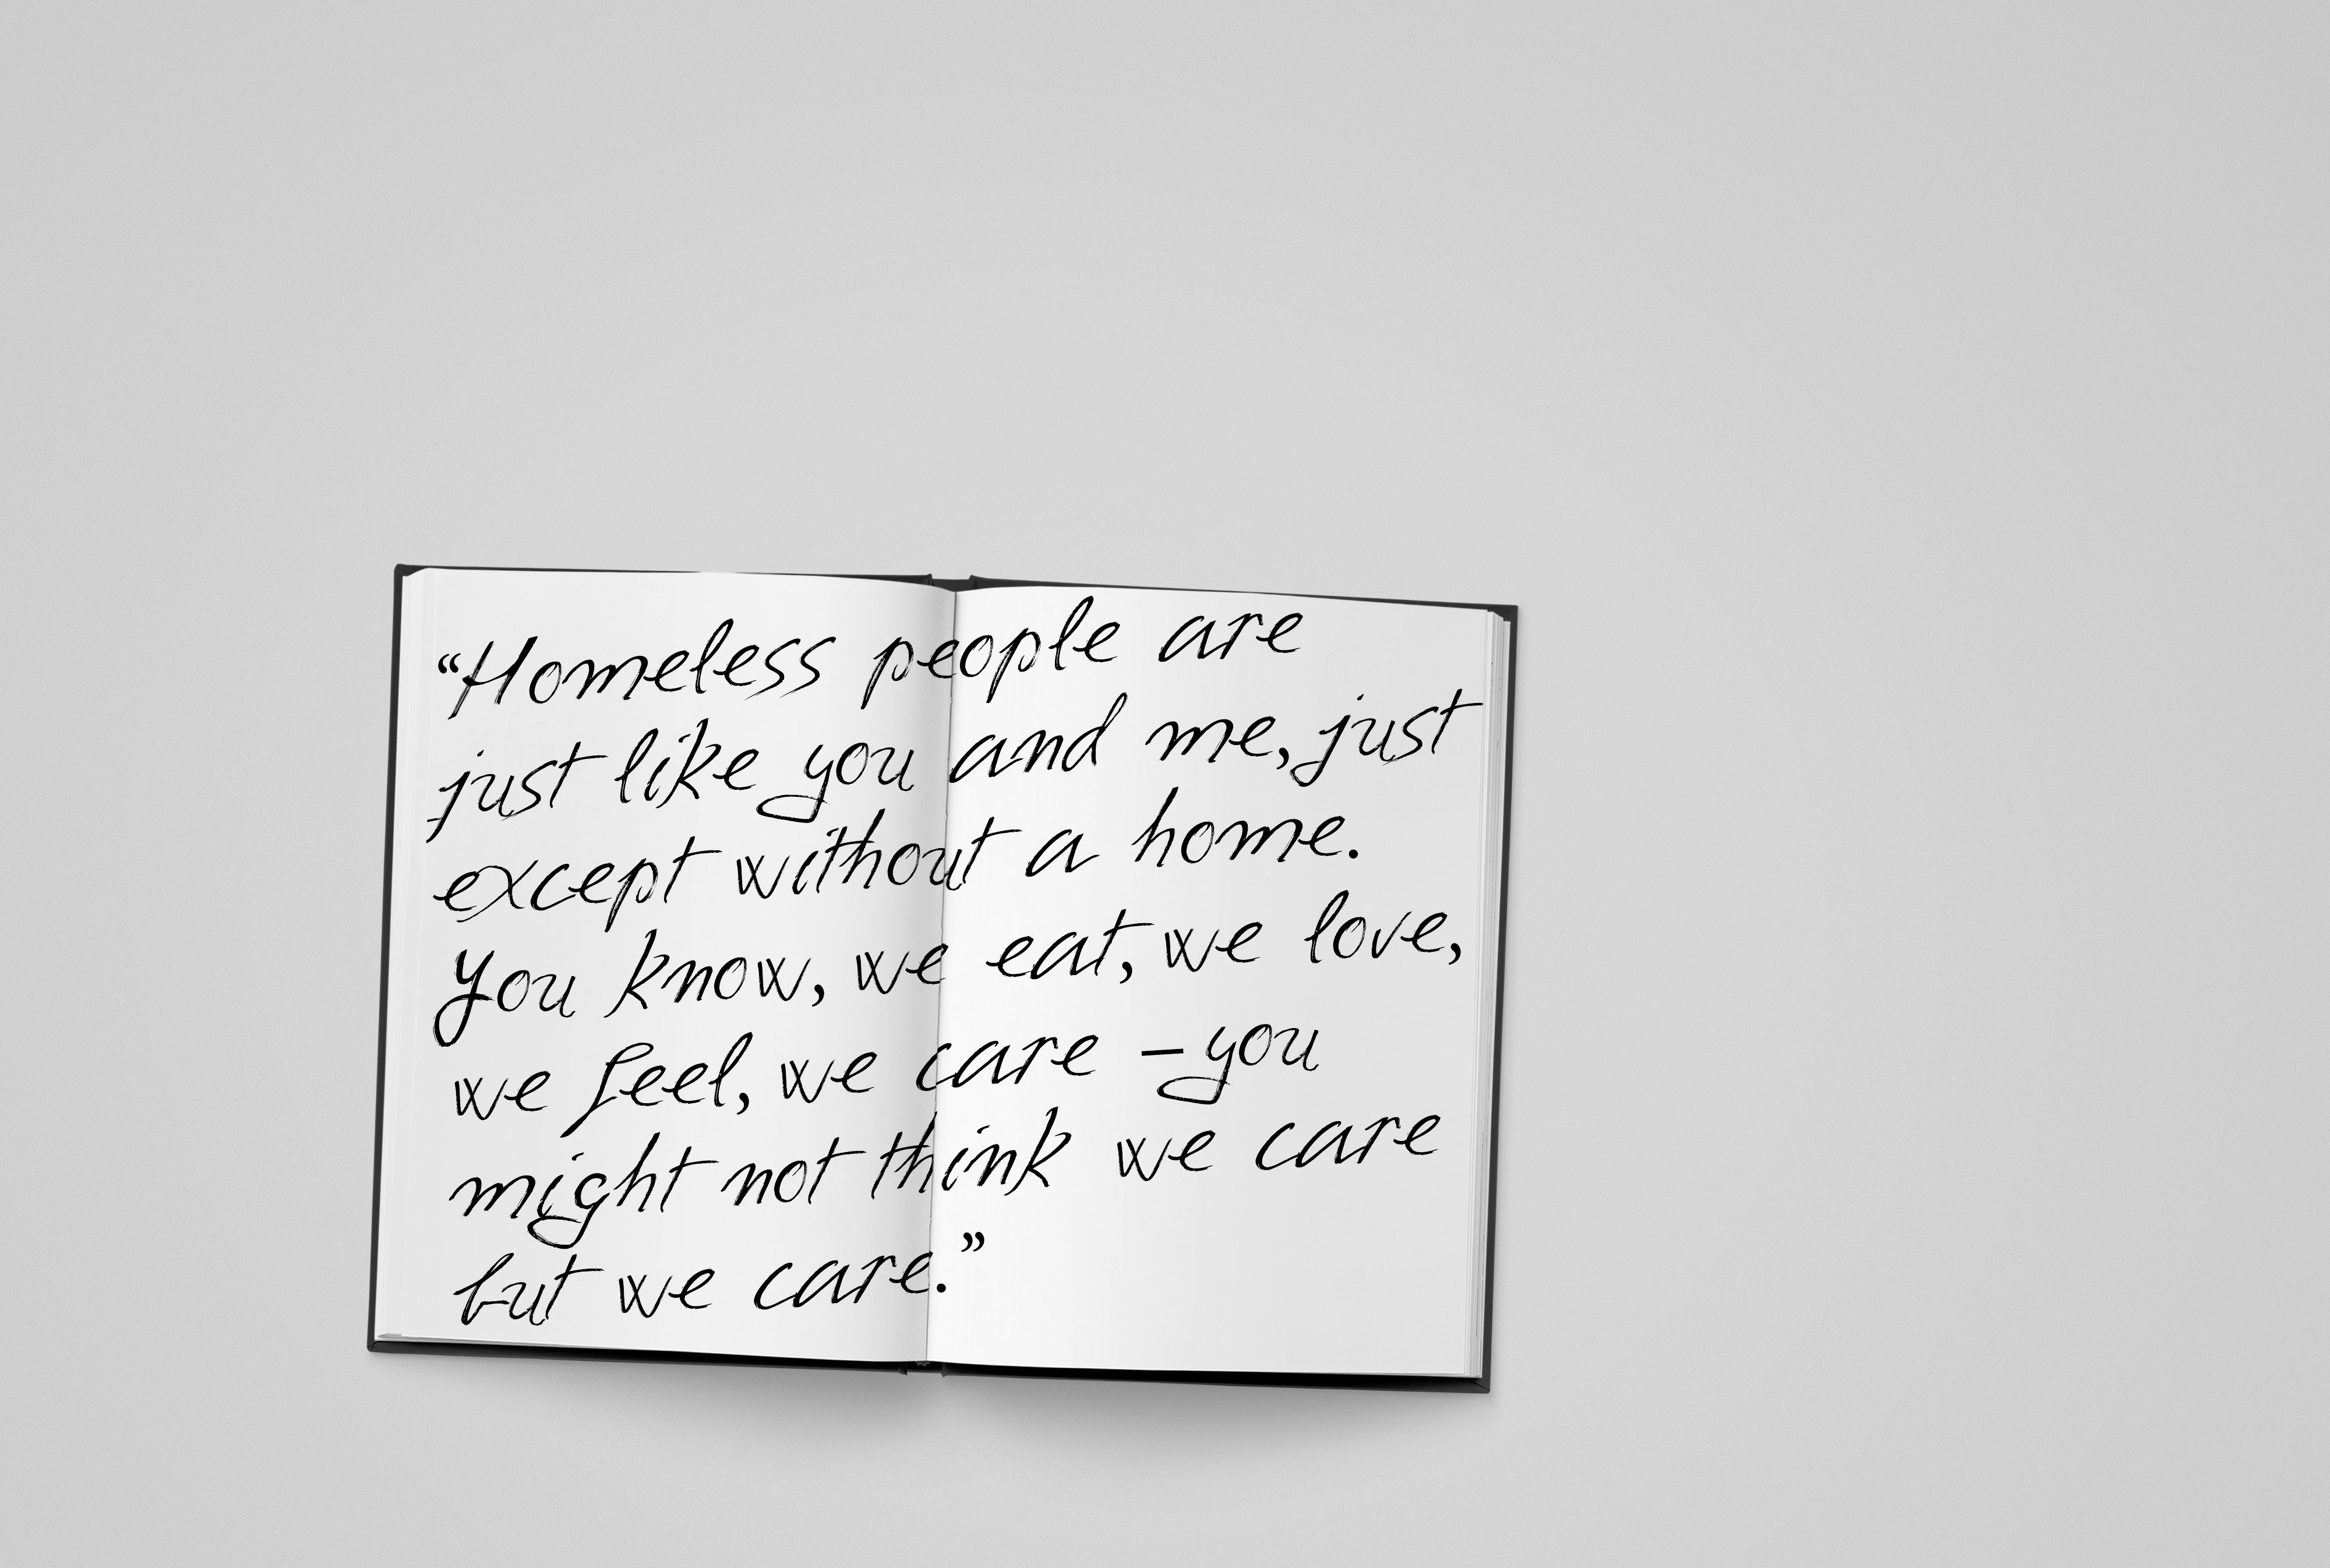 “Homeless people are
just like you and me, just
except without a home.
You know, we eat, we love,
we feel, we care – you
might not think we care
but we care.”